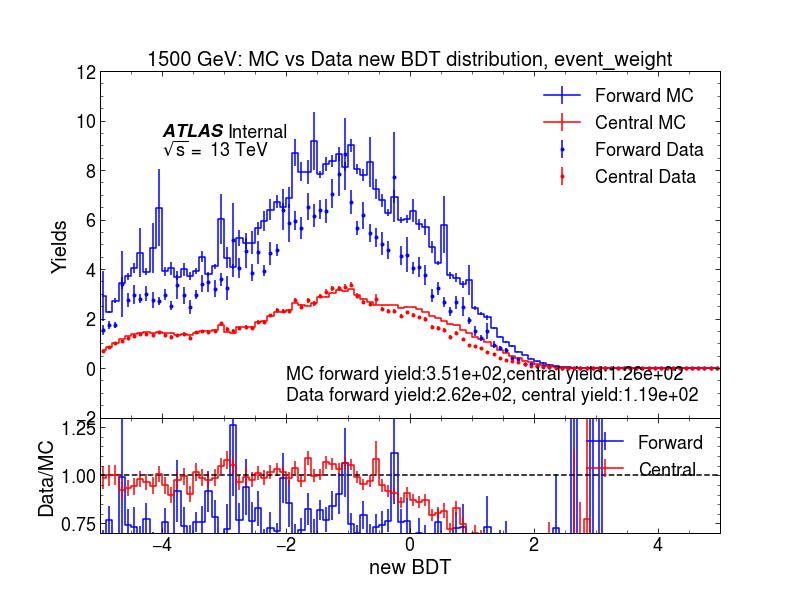 1500 GeV: MC vs Data new BDT distribution, event_weight
12
10
8
6
4
2
0
−2
Yields
ATLAS Internal
√s = 13 TeV
Forward MC
Central MC
Forward Data
Central Data
MC forward yield:3.51e+02,central yield:1.26e+02
Data forward yield:2.62e+02, central yield:1.19e+02
1.25
1.00
0.75
Data/MC
Forward
Central
−4
−2
0
2
4
new BDT